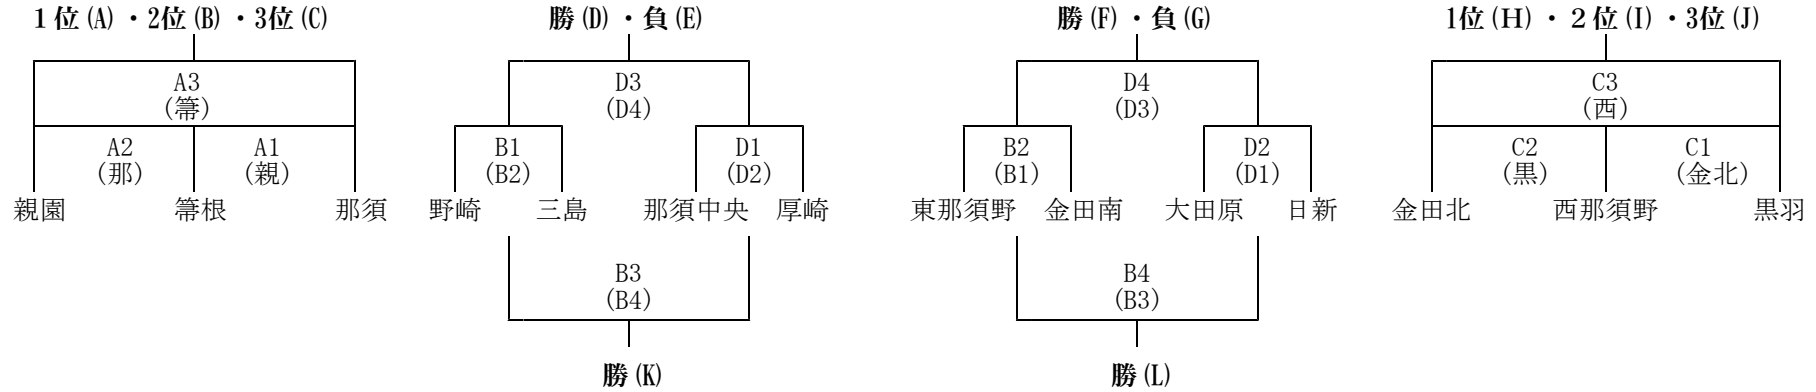 1位(A)・2位(B)・3位(C) 勝(D)・負(E) 勝(F)・負(G) 1位(H)・2位(I)・3位(J)
A3 D3 D4 C3
(箒) (D4) (D3) (西)
A2 A1 B1 D1 B2 D2 C2 C1
(那) (親) (B2) (D2) (B1) (D1) (黒) (金北)
親園 箒根 那須 野崎 三島 那須中央 厚崎 東那須野 金田南 大田原 日新 金田北 西那須野 黒羽
B3 B4
(B4) (B3)
勝(K) 勝(L)